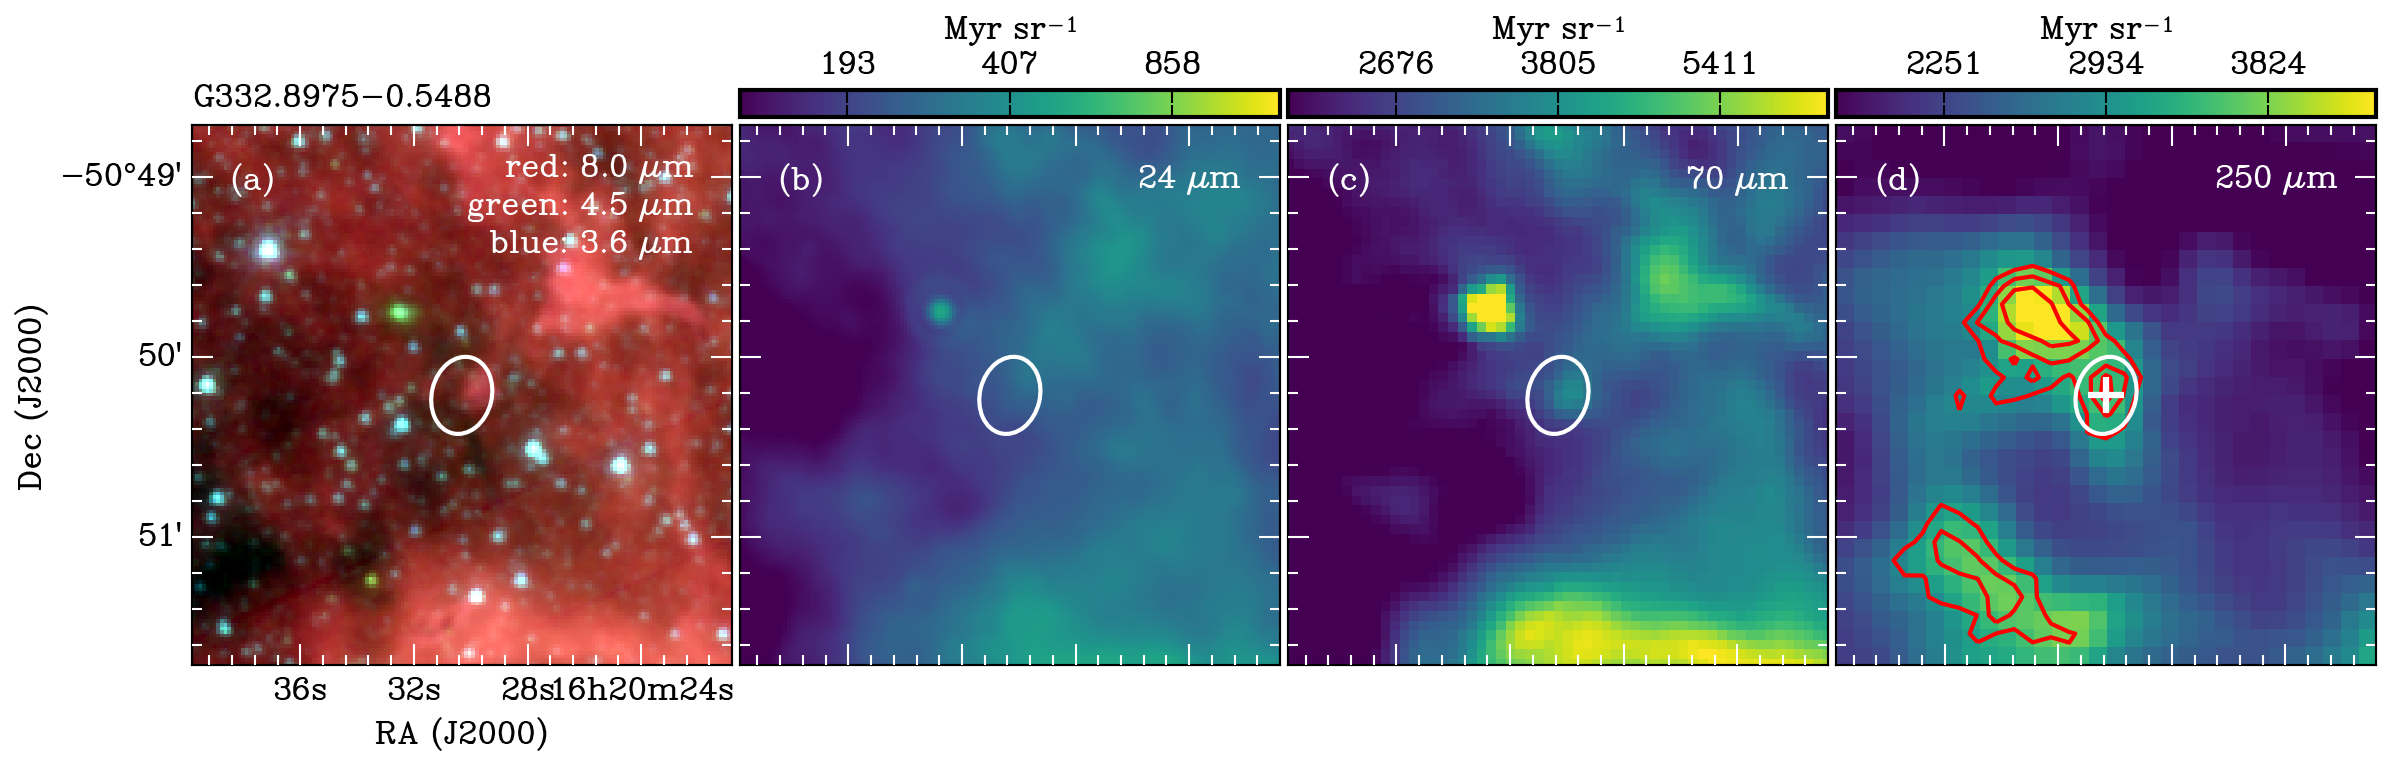 Myr sr⁻¹ Myr sr⁻¹ Myr sr⁻¹
193 407 858 2676 3805 5411 2251 2934 3824
G332.8975−0.5488
(a) red: 8.0 μm
green: 4.5 μm
blue: 3.6 μm
(b) 24 μm
(c) 70 μm
(d) 250 μm
−50°49'
50'
51'
Dec (J2000)
36s 32s 28s 16h20m24s
RA (J2000)